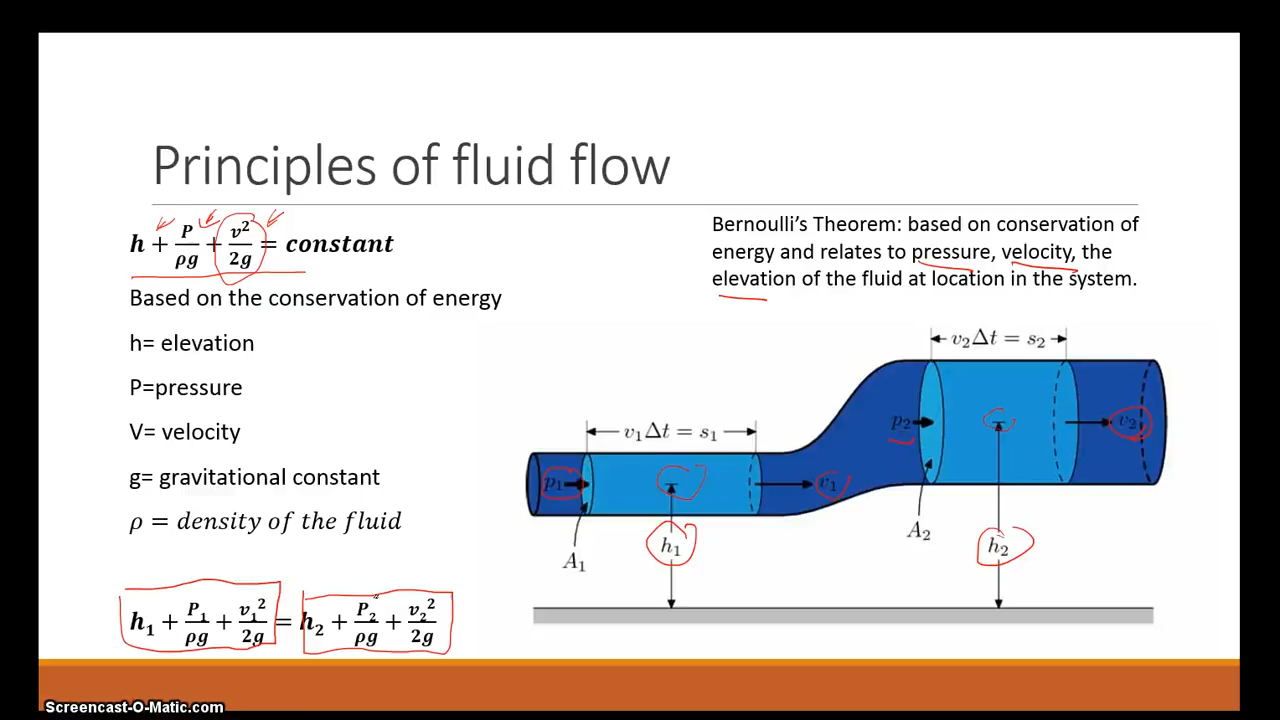 Principles of fluid flow
h + P/ρg + v²/2g = constant
Based on the conservation of energy
h= elevation
P=pressure
V= velocity
g= gravitational constant
ρ = density of the fluid
h₁ + P₁/ρg + v₁²/2g = h₂ + P₂/ρg + v₂²/2g
Bernoulli’s Theorem: based on conservation of
energy and relates to pressure, velocity, the
elevation of the fluid at location in the system.
v₂Δt = s₂
v₁Δt = s₁
p₂
v₂
p₁
v₁
A₂
h₁
h₂
A₁
Screencast-O-Matic.com